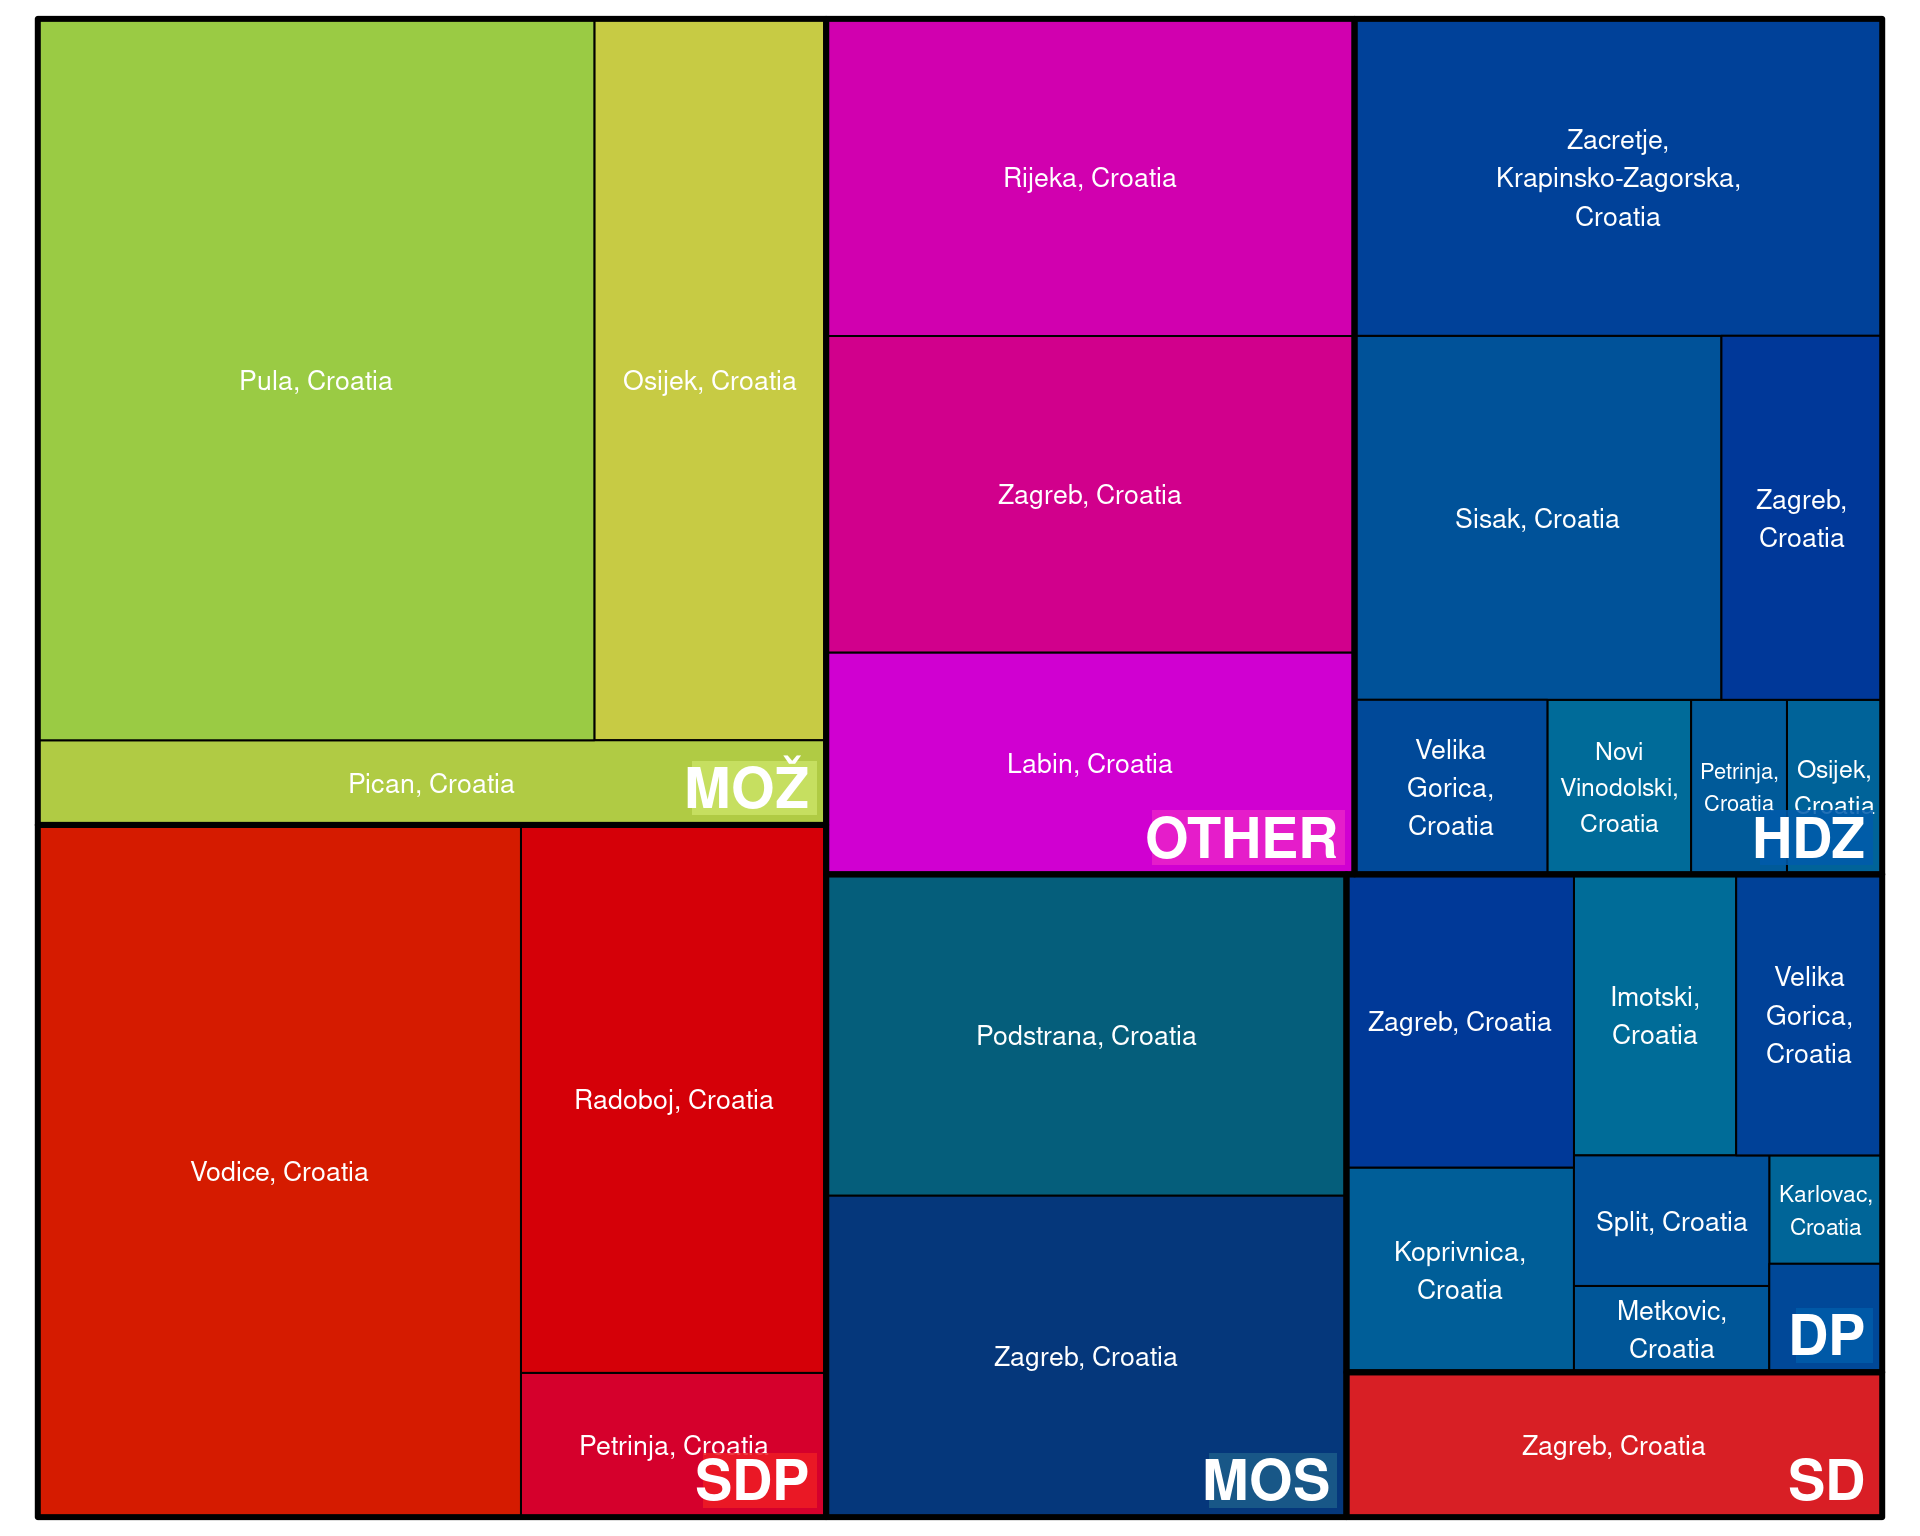 Pula, Croatia
Osijek, Croatia
Pican, Croatia
MOŽ
Vodice, Croatia
Radoboj, Croatia
Petrinja, Croatia
SDP
Rijeka, Croatia
Zagreb, Croatia
Labin, Croatia
OTHER
Zacretje,
Krapinsko-Zagorska,
Croatia
Sisak, Croatia
Zagreb,
Croatia
Velika
Gorica,
Croatia
Novi
Vinodolski,
Croatia
Petrinja,
Croatia
Osijek,
Croatia
HDZ
Podstrana, Croatia
Zagreb, Croatia
MOS
Zagreb, Croatia
Koprivnica,
Croatia
Imotski,
Croatia
Velika
Gorica,
Croatia
Split, Croatia
Metkovic,
Croatia
Karlovac,
Croatia
DP
Zagreb, Croatia
SD